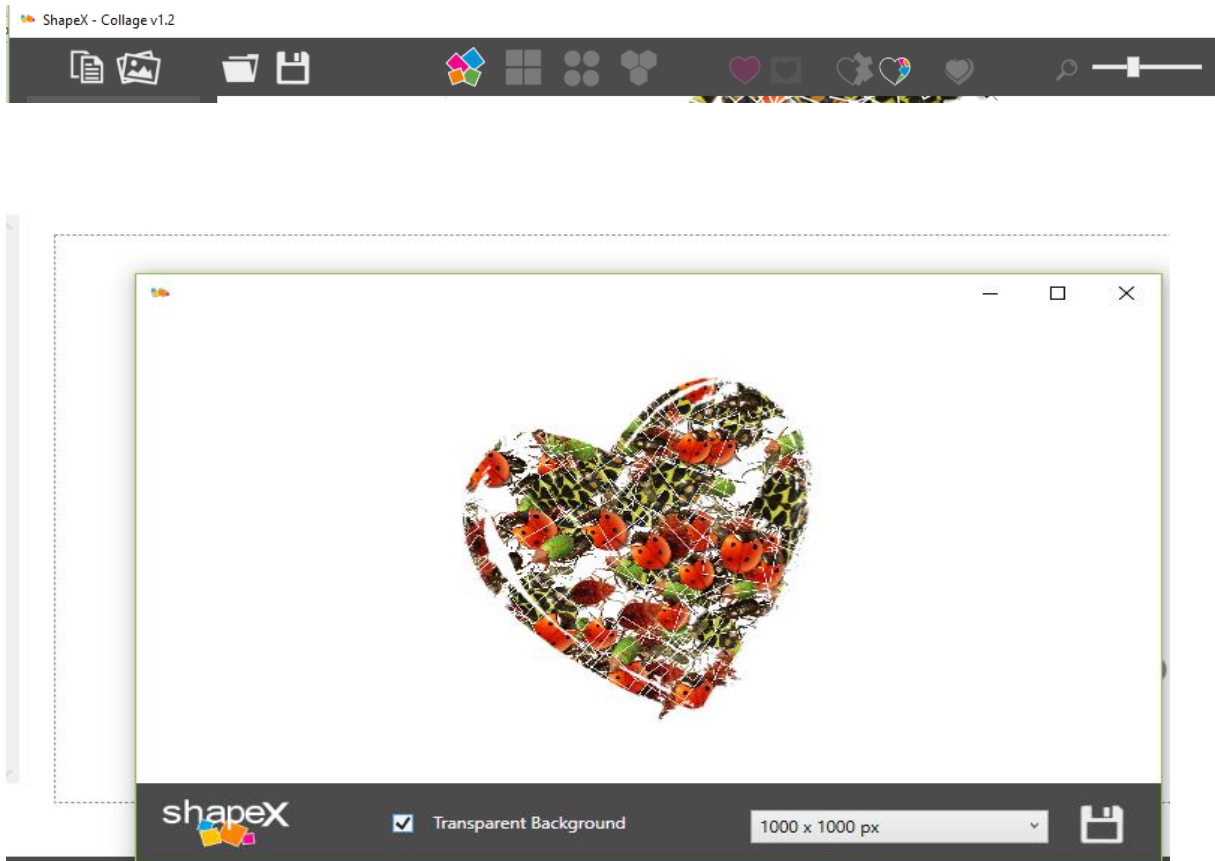 ShapeX - Collage v1.2
shapeX
Transparent Background
1000 x 1000 px